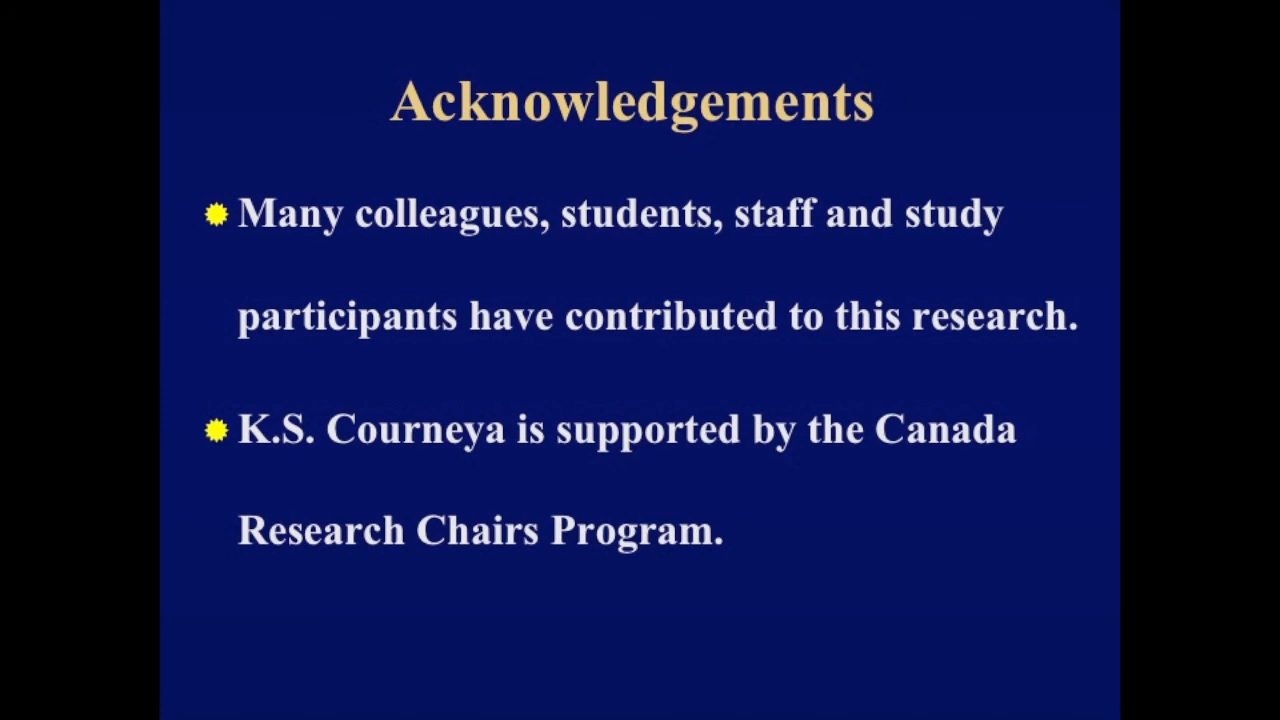 Acknowledgements
Many colleagues, students, staff and study
participants have contributed to this research.
K.S. Courneya is supported by the Canada
Research Chairs Program.